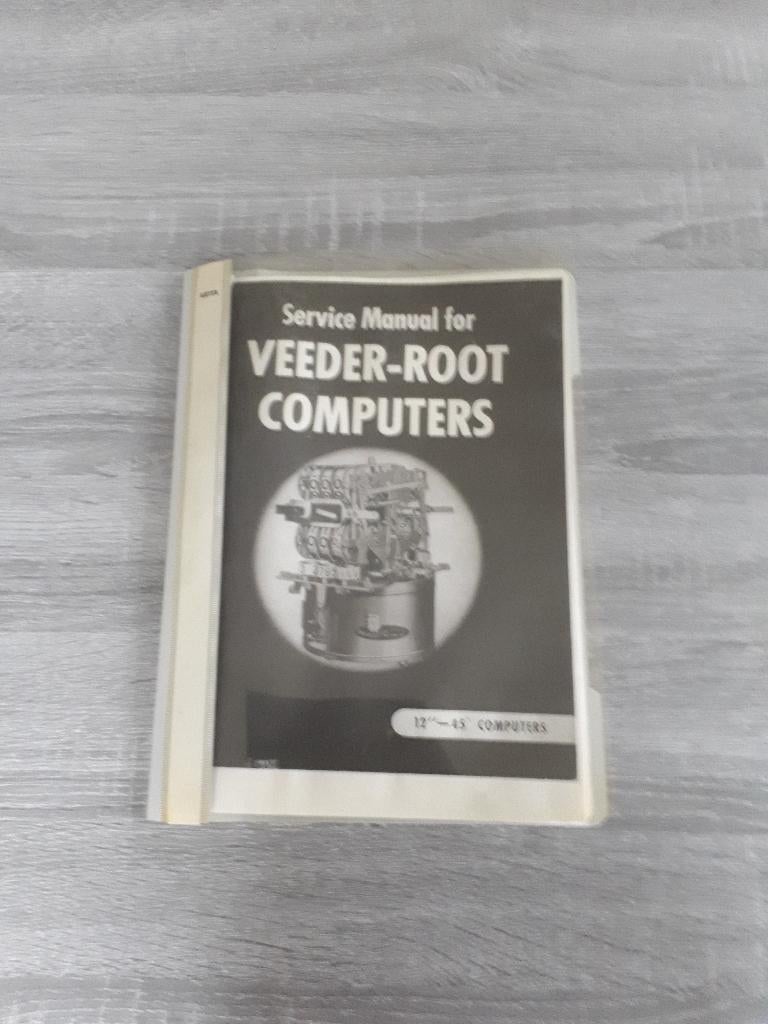 Service Manual for
VEEDER-ROOT
COMPUTERS
12"—45° COMPUTERS